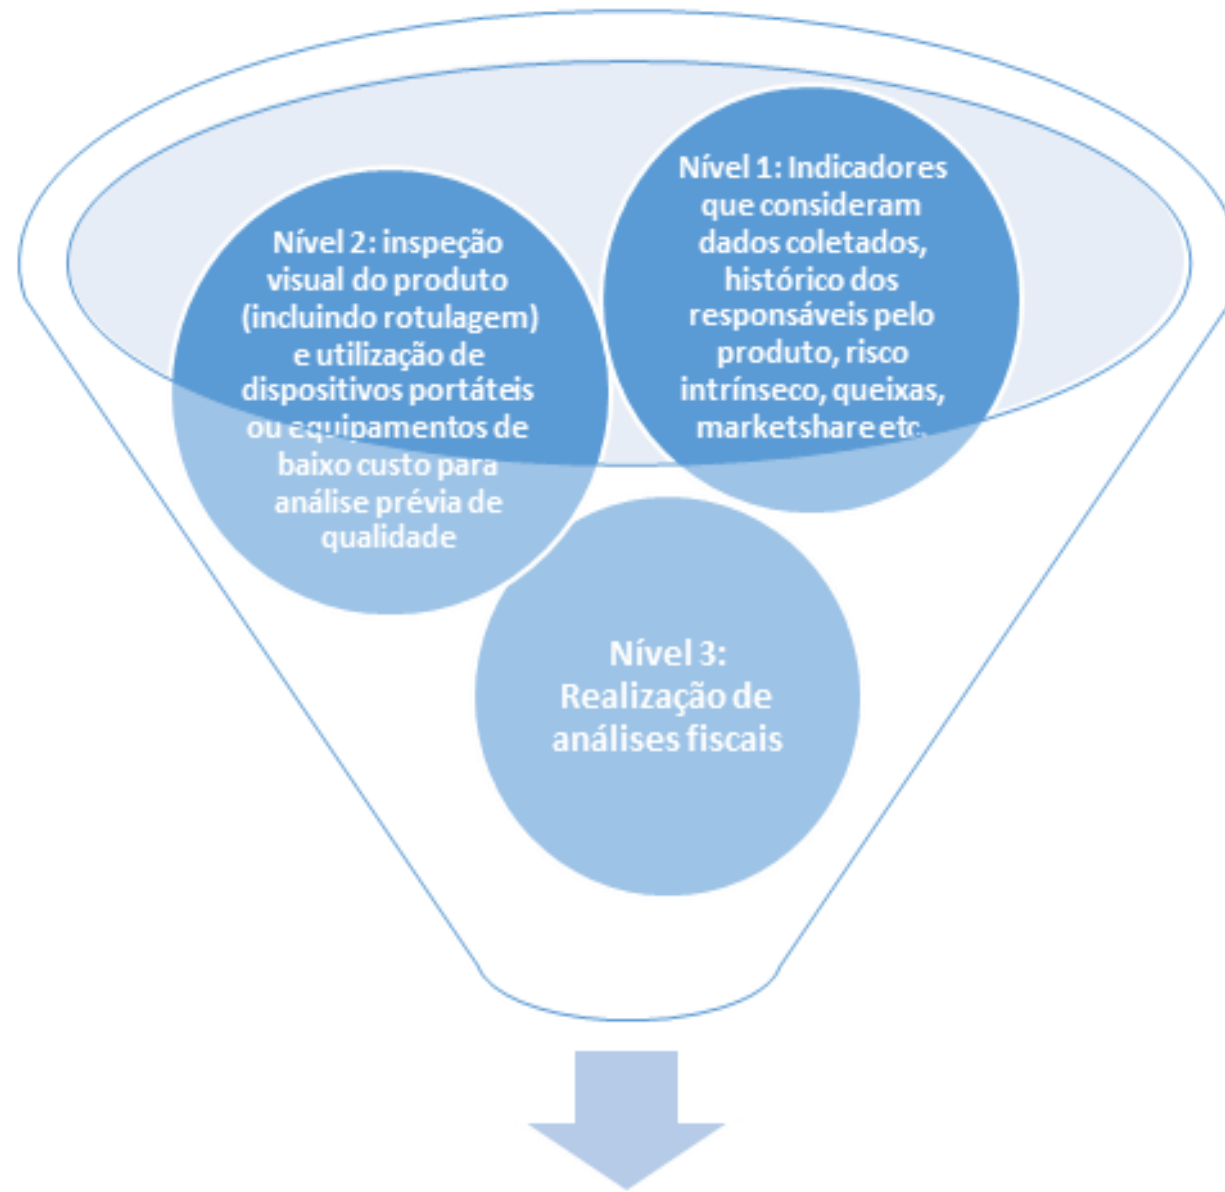 Nível 1: Indicadores
que consideram
dados coletados,
histórico dos
responsáveis pelo
produto, risco
intrínseco, queixas,
marketshare etc.
Nível 2: inspeção
visual do produto
(incluindo rotulagem)
e utilização de
dispositivos portáteis
ou equipamentos de
baixo custo para
análise prévia de
qualidade
Nível 3:
Realização de
análises fiscais